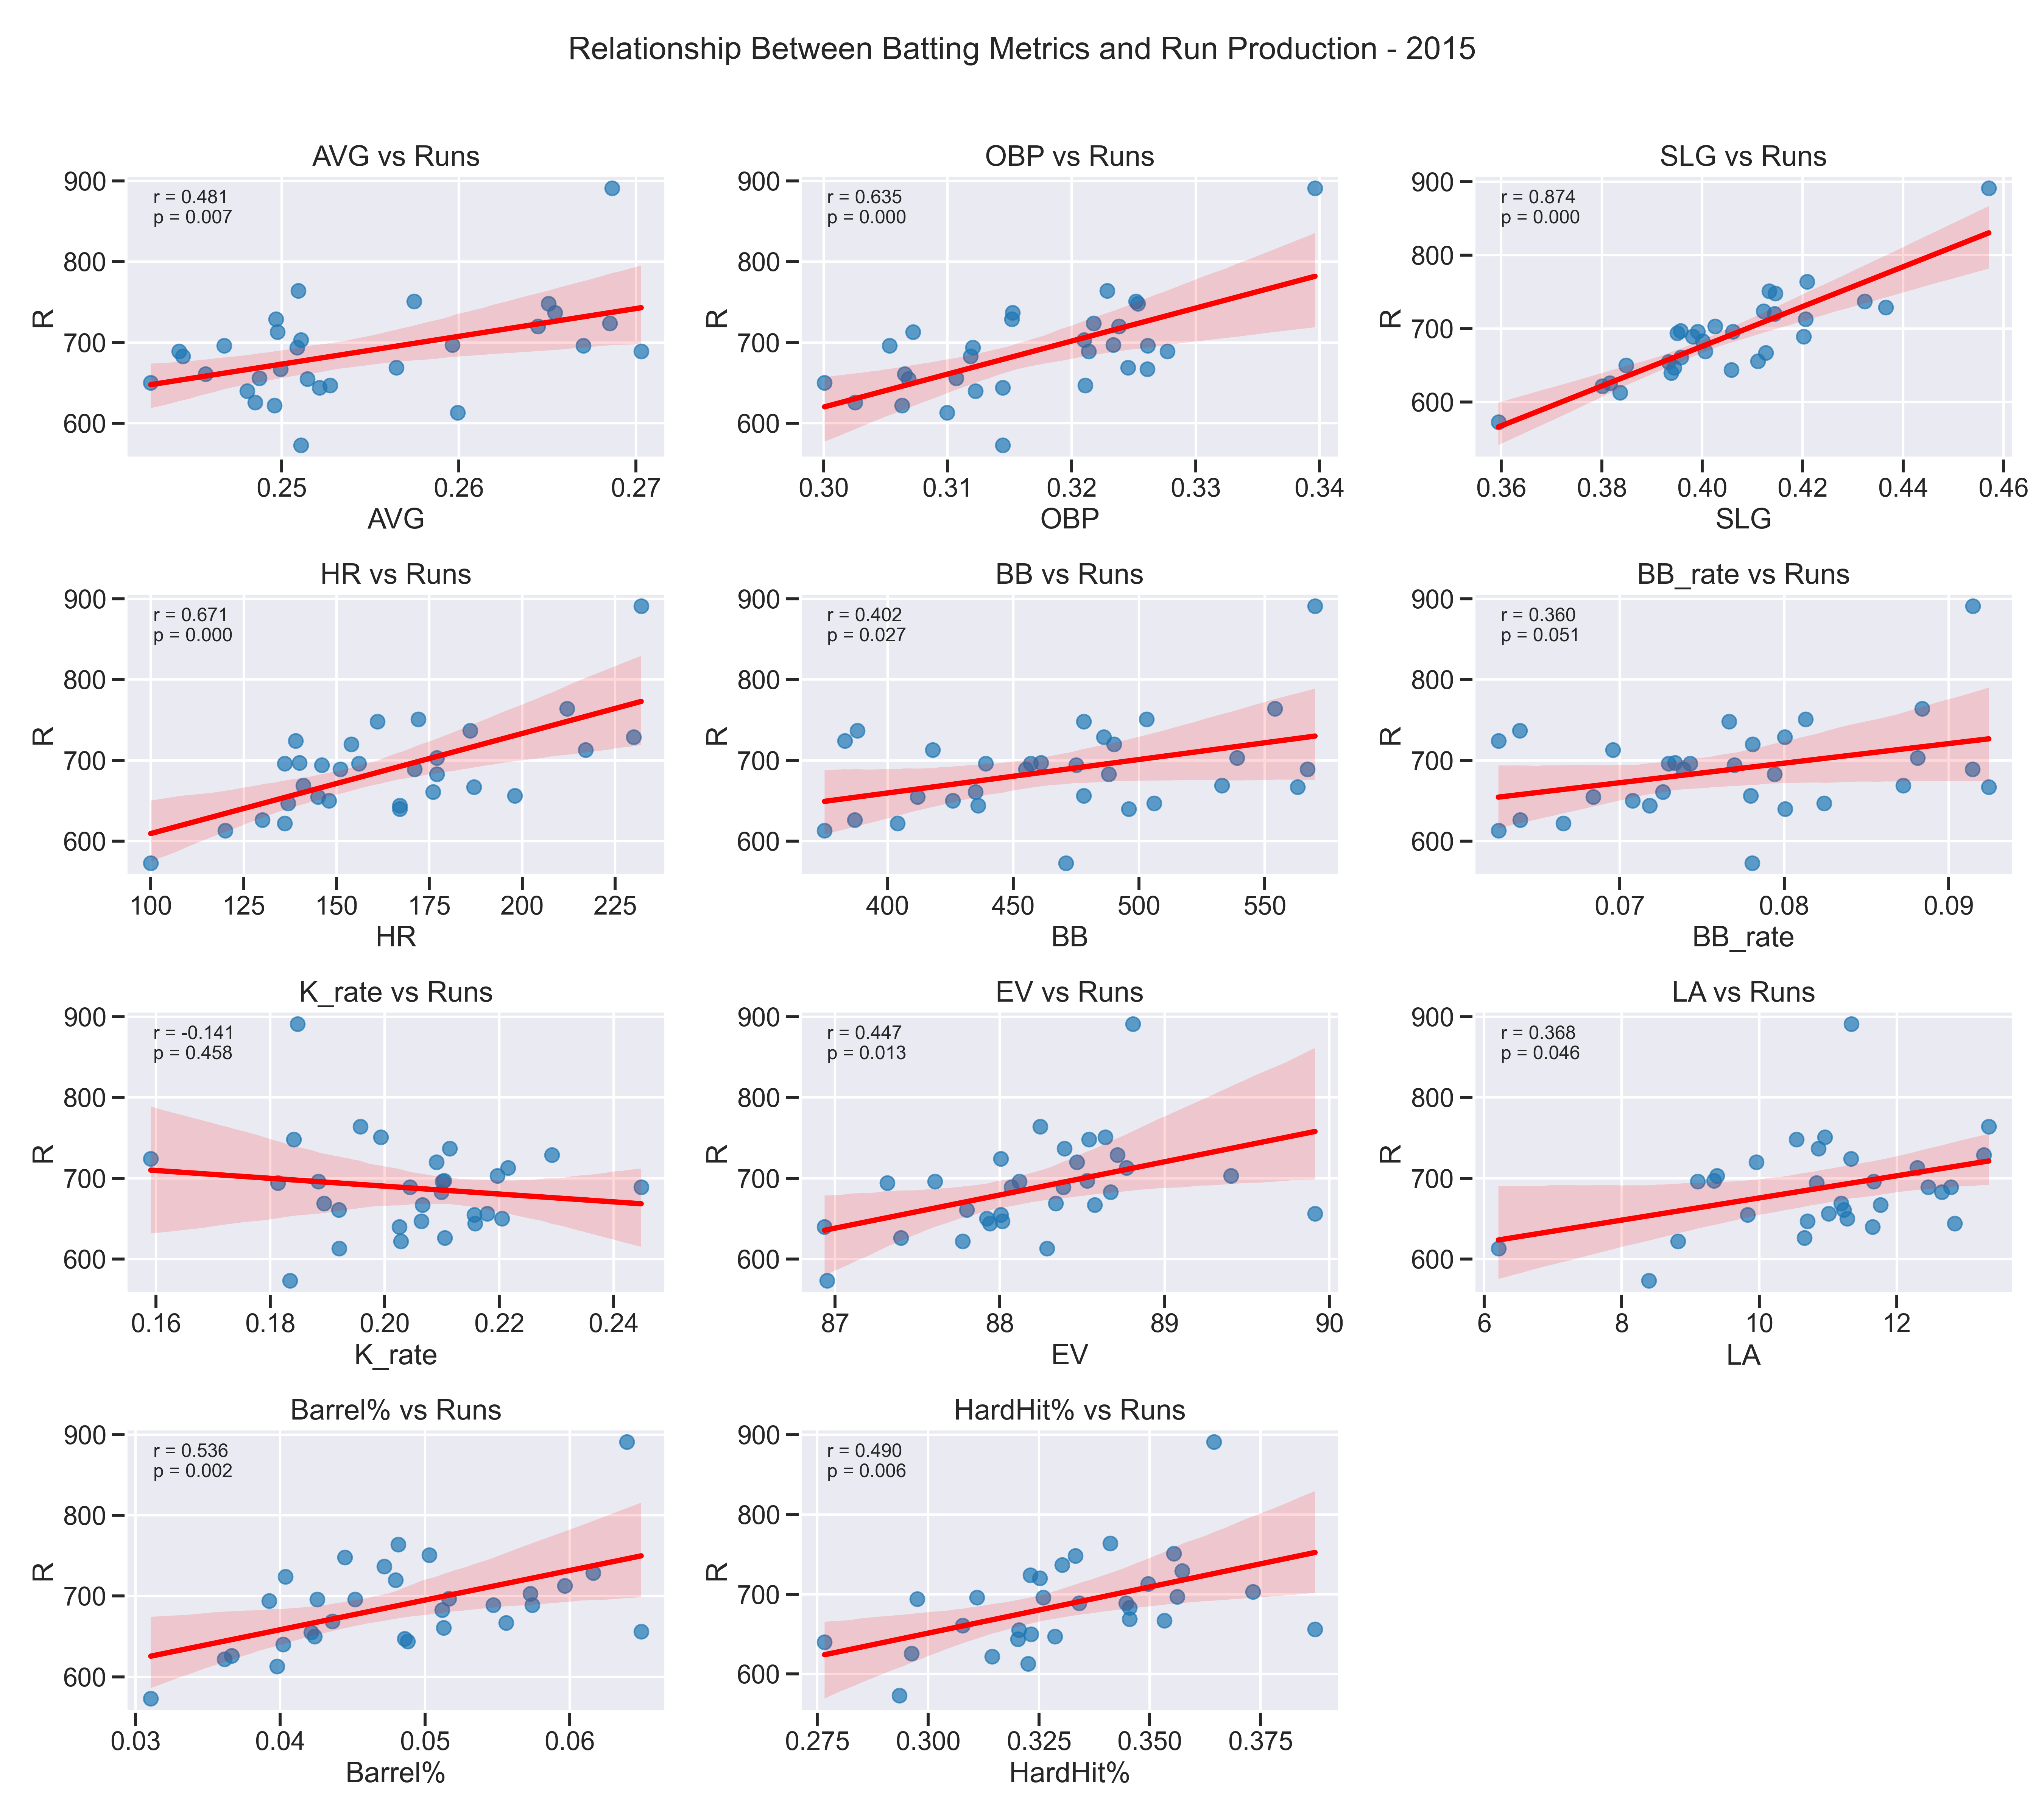 Relationship Between Batting Metrics and Run Production - 2015
AVG vs Runs
r = 0.481
p = 0.007
900
800
700
600
R
0.25 0.26 0.27
AVG
OBP vs Runs
r = 0.635
p = 0.000
900
800
700
600
R
0.30 0.31 0.32 0.33 0.34
OBP
SLG vs Runs
r = 0.874
p = 0.000
900
800
700
600
R
0.36 0.38 0.40 0.42 0.44 0.46
SLG
HR vs Runs
r = 0.671
p = 0.000
900
800
700
600
R
100 125 150 175 200 225
HR
BB vs Runs
r = 0.402
p = 0.027
900
800
700
600
R
400 450 500 550
BB
BB_rate vs Runs
r = 0.360
p = 0.051
900
800
700
600
R
0.07 0.08 0.09
BB_rate
K_rate vs Runs
r = -0.141
p = 0.458
900
800
700
600
R
0.16 0.18 0.20 0.22 0.24
K_rate
EV vs Runs
r = 0.447
p = 0.013
900
800
700
600
R
87 88 89 90
EV
LA vs Runs
r = 0.368
p = 0.046
900
800
700
600
R
6 8 10 12
LA
Barrel% vs Runs
r = 0.536
p = 0.002
900
800
700
600
R
0.03 0.04 0.05 0.06
Barrel%
HardHit% vs Runs
r = 0.490
p = 0.006
900
800
700
600
R
0.275 0.300 0.325 0.350 0.375
HardHit%